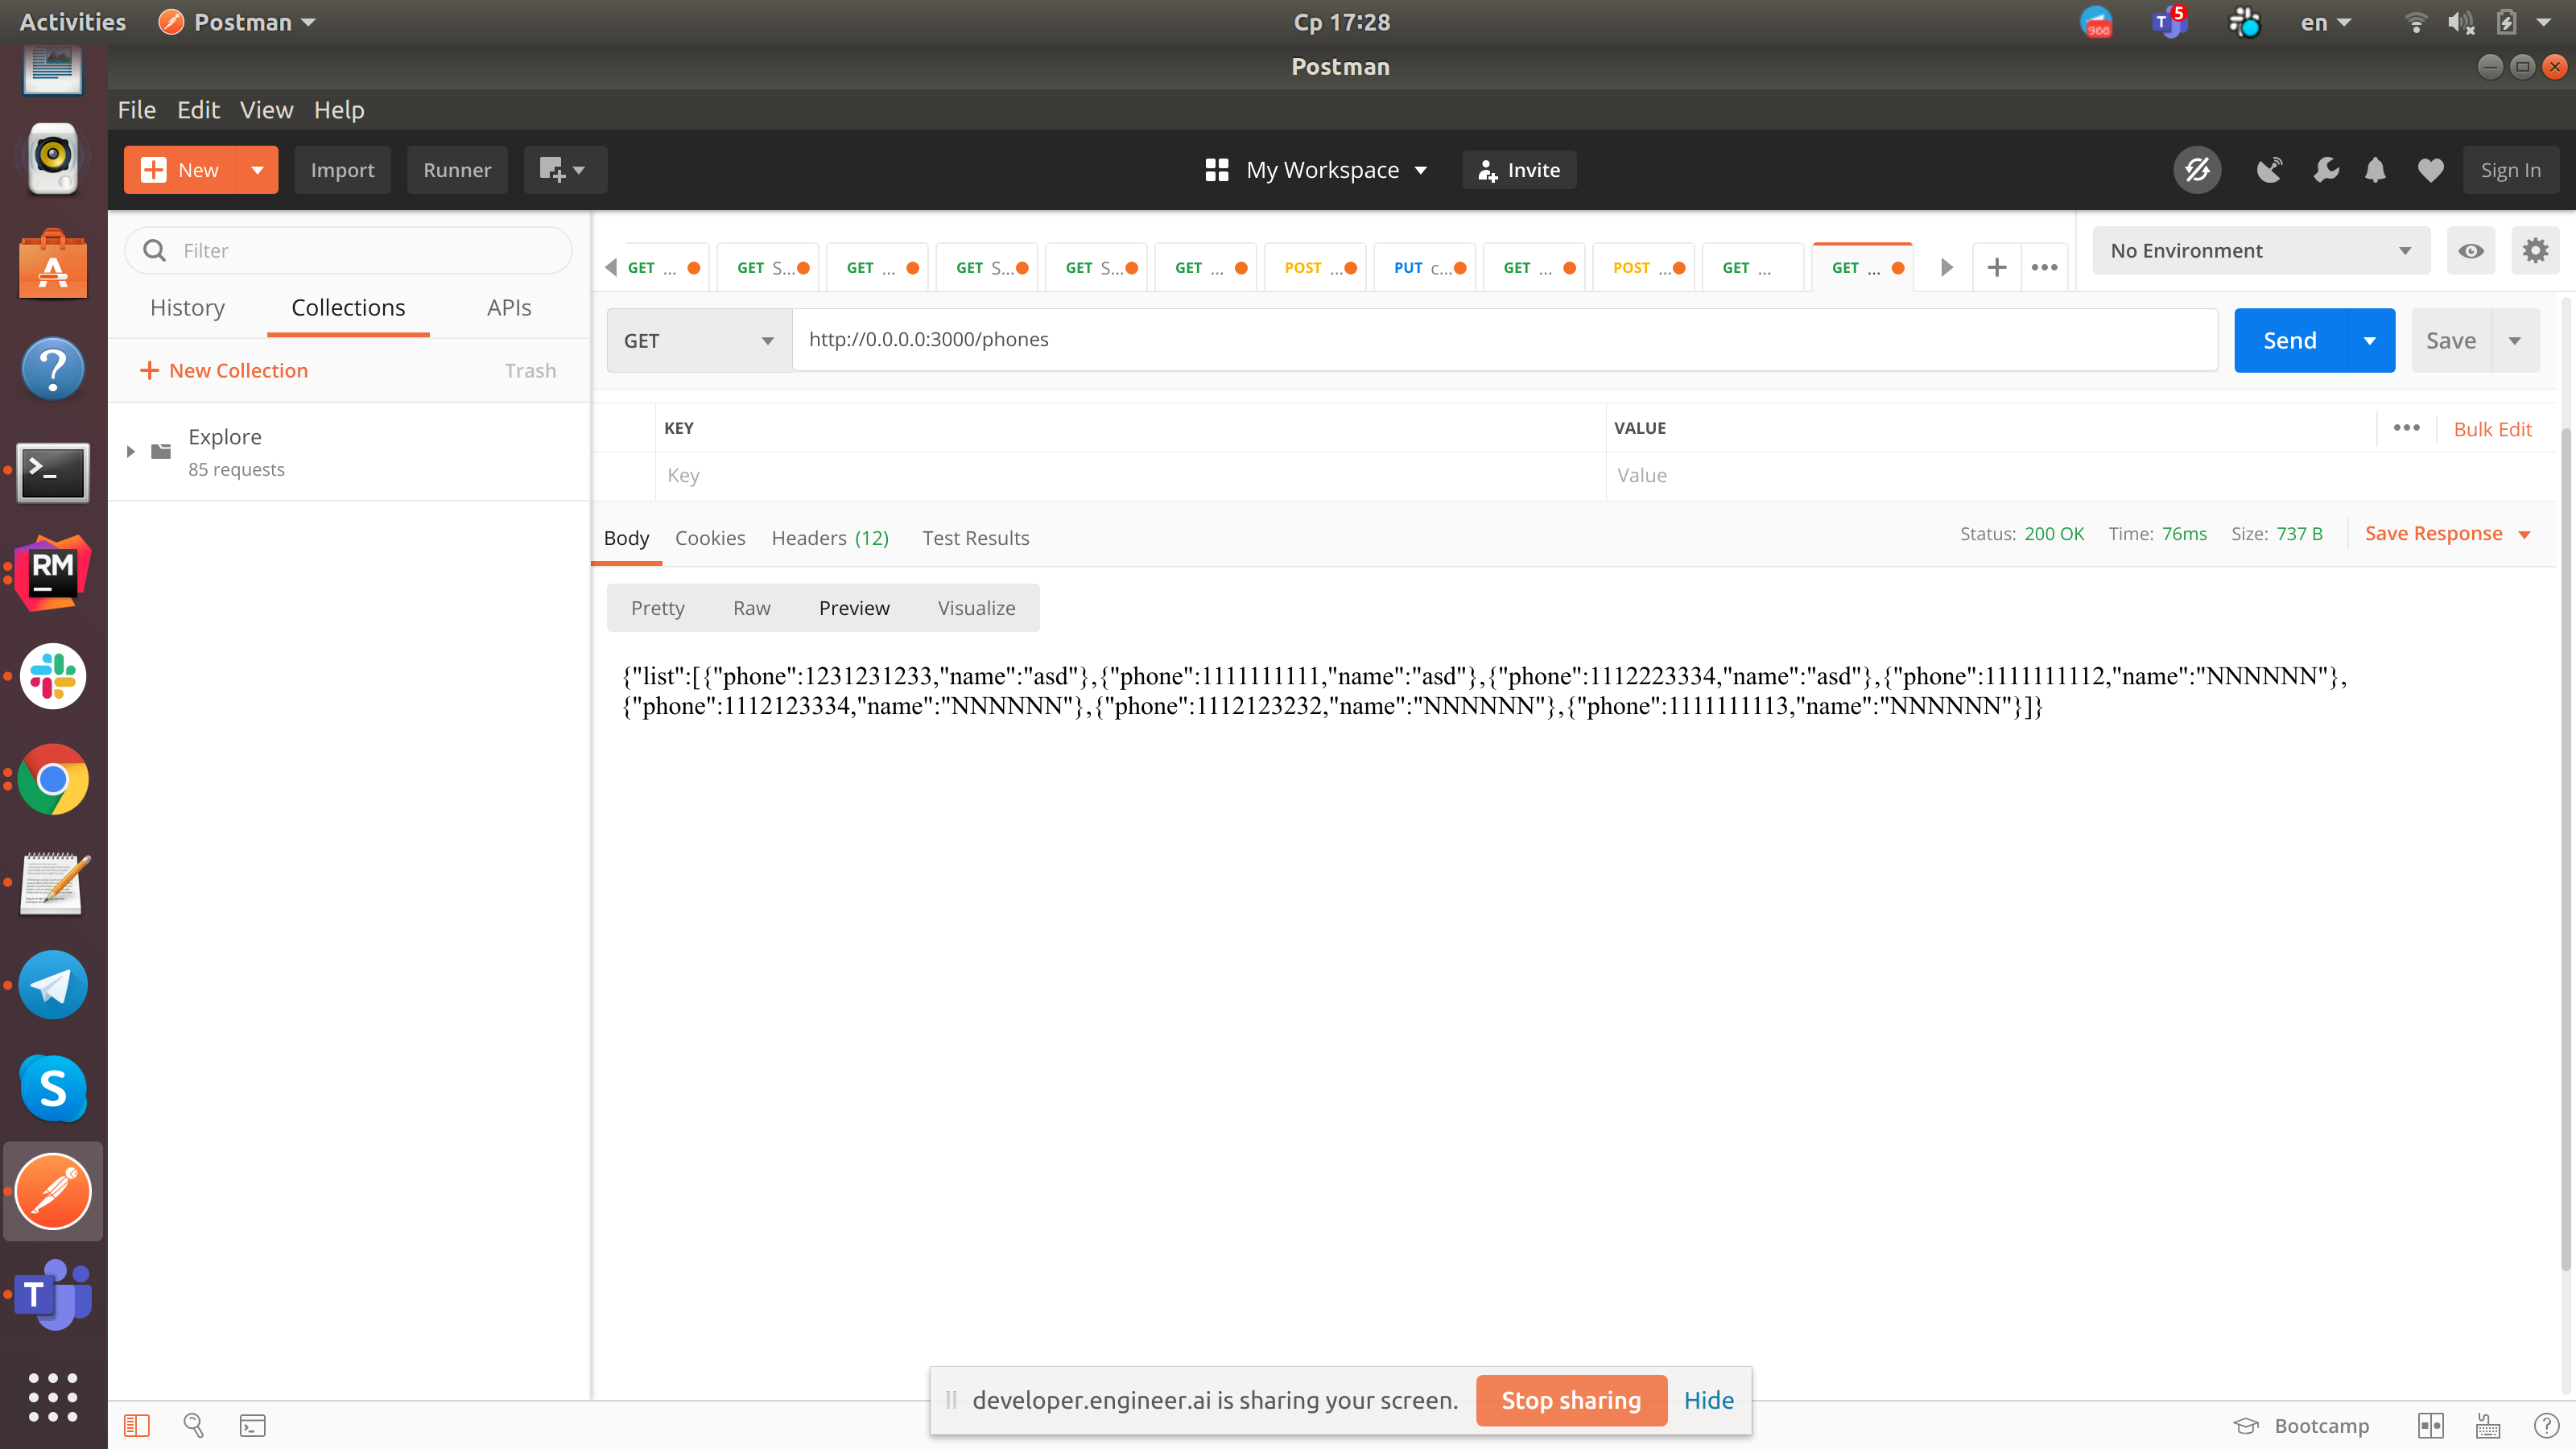 Activities Postman Ср 17:28 5 en
Postman
File Edit View Help
New Import Runner My Workspace Invite Sign In
Filter
GET ... GET S... GET ... GET S... GET S... GET ... POST ... PUT c... GET ... POST ... GET ... GET ... No Environment
History Collections APIs
GET http://0.0.0.0:3000/phones Send Save
New Collection Trash
KEY VALUE Bulk Edit
Explore
Key Value
85 requests
Body Cookies Headers (12) Test Results Status: 200 OK Time: 76ms Size: 737 B Save Response
Pretty Raw Preview Visualize
{"list":[{"phone":1231231233,"name":"asd"},{"phone":1111111111,"name":"asd"},{"phone":1112223334,"name":"asd"},{"phone":1111111112,"name":"NNNNNN"},
{"phone":1112123334,"name":"NNNNNN"},{"phone":1112123232,"name":"NNNNNN"},{"phone":1111111113,"name":"NNNNNN"}]}
RM
developer.engineer.ai is sharing your screen. Stop sharing Hide
Bootcamp